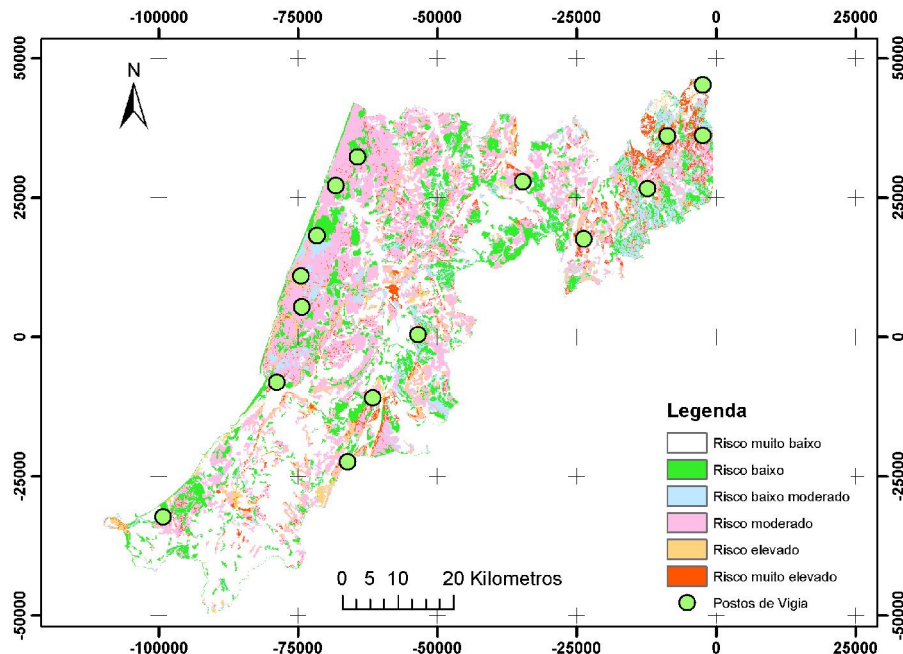 -100000 -75000 -50000 -25000 0 25000
50000 50000
N
25000 25000
0 0
Legenda
Risco muito baixo
Risco baixo
-25000 -25000
Risco baixo moderado
Risco moderado
Risco elevado
0 5 10 20 Kilometros
Risco muito elevado
Postos de Vigia
-50000 -50000
-100000 -75000 -50000 -25000 0 25000